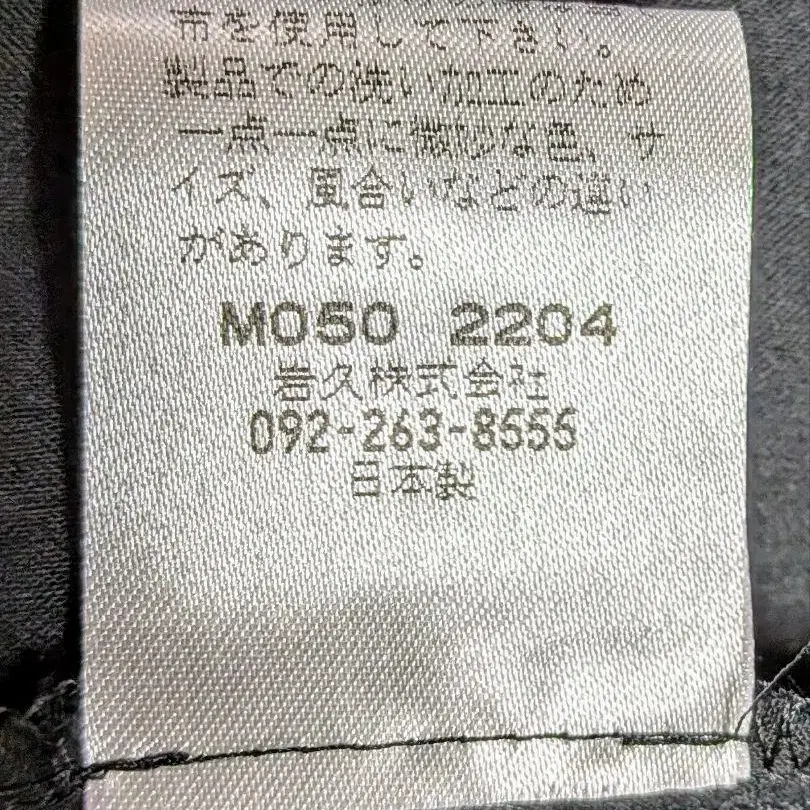 布を使用して下さい。
製品での洗い加工のため
一点一点に微妙な色、サ
イズ、風合いなどの違い
があります。
M050 2204
岩久株式会社
092-263-8555
日本製